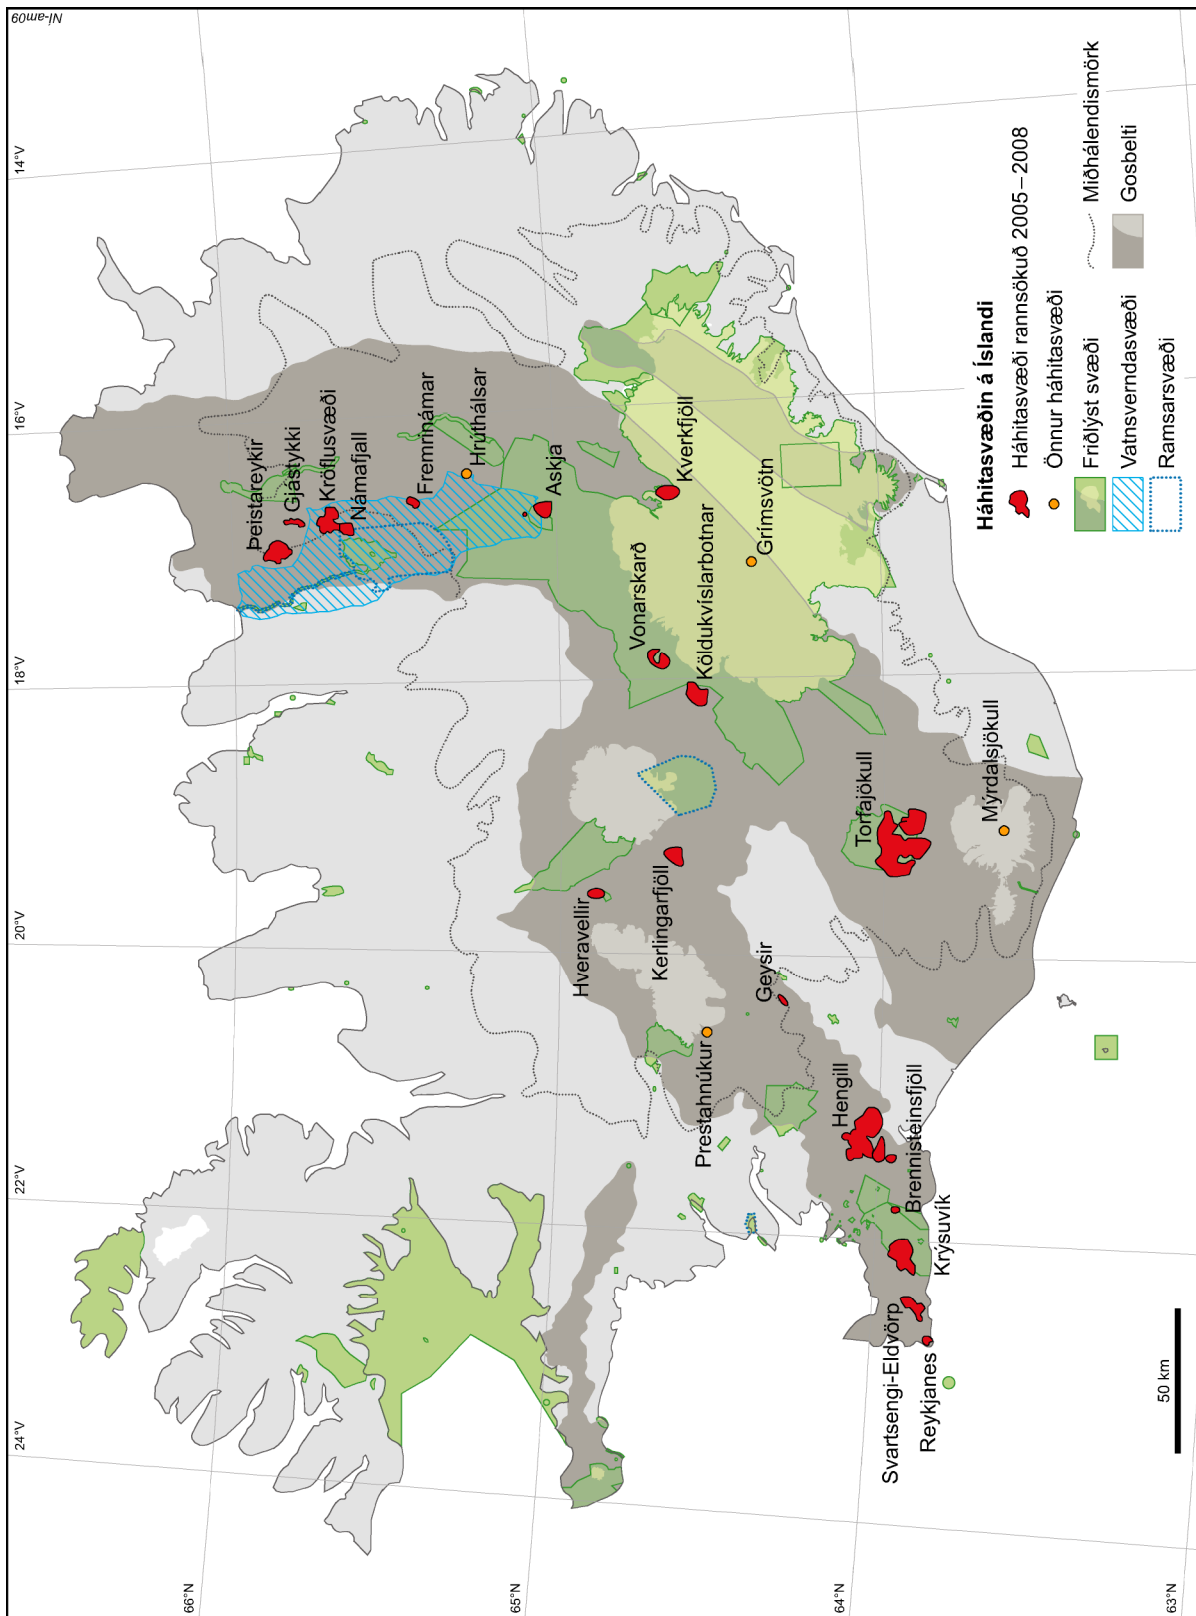 NÍ-am09
14°V
16°V
18°V
20°V
22°V
24°V
66°N
65°N
64°N
63°N
Þeistareykir
Gjástykki
Kröflusvæði
Námafjall
Fremrinámar
Hrúthálsar
Askja
Kverkfjöll
Vonarskarð
Köldukvíslarbotnar
Grímsvötn
Hveravellir
Kerlingarfjöll
Geysir
Prestahnúkur
Torfajökull
Mýrdalsjökull
Hengill
Brennisteinsfjöll
Krýsuvík
Svartsengi-Eldvörp
Reykjanes
Háhitasvæðin á Íslandi
Háhitasvæði rannsökuð 2005–2008
Önnur háhitasvæði
Friðlýst svæði
Vatnsverndasvæði
Ramsarsvæði
Miðhálendismörk
Gosbelti
50 km